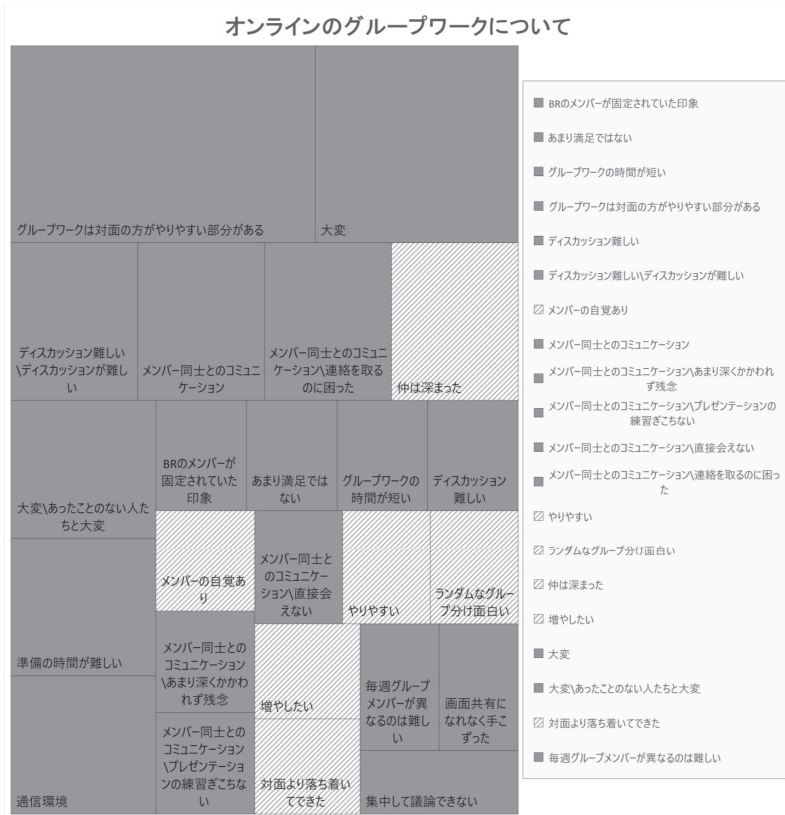 オンラインのグループワークについて
グループワークは対面の方がやりやすい部分がある
大変
ディスカッション難しい
\ディスカッションが難し
い
メンバー同士とのコミュニ
ケーション
メンバー同士とのコミュニ
ケーション\連絡を取る
のに困った
仲は深まった
大変\あったことのない人た
ちと大変
BRのメンバーが
固定されていた
印象
あまり満足では
ない
グループワークの
時間が短い
ディスカッション
難しい
メンバーの自覚あ
り
メンバー同士と
のコミュニケー
ション\直接会
えない
やりやすい
ランダムなグルー
プ分け面白い
準備の時間が難しい
メンバー同士との
コミュニケーション
\あまり深くかかわ
れず残念
増やしたい
毎週グループ
メンバーが異
なるのは難し
い
画面共有に
なれなく手こ
ずった
通信環境
メンバー同士との
コミュニケーション
\プレゼンテーショ
ンの練習ぎこちな
い
対面より落ち着い
てできた
集中して議論できない
BRのメンバーが固定されていた印象
あまり満足ではない
グループワークの時間が短い
グループワークは対面の方がやりやすい部分がある
ディスカッション難しい
ディスカッション難しい\ディスカッションが難しい
メンバーの自覚あり
メンバー同士とのコミュニケーション
メンバー同士とのコミュニケーション\あまり深くかかわれ
ず残念
メンバー同士とのコミュニケーション\プレゼンテーションの
練習ぎこちない
メンバー同士とのコミュニケーション\直接会えない
メンバー同士とのコミュニケーション\連絡を取るのに困っ
た
やりやすい
ランダムなグループ分け面白い
仲は深まった
増やしたい
大変
大変\あったことのない人たちと大変
対面より落ち着いてできた
毎週グループメンバーが異なるのは難しい